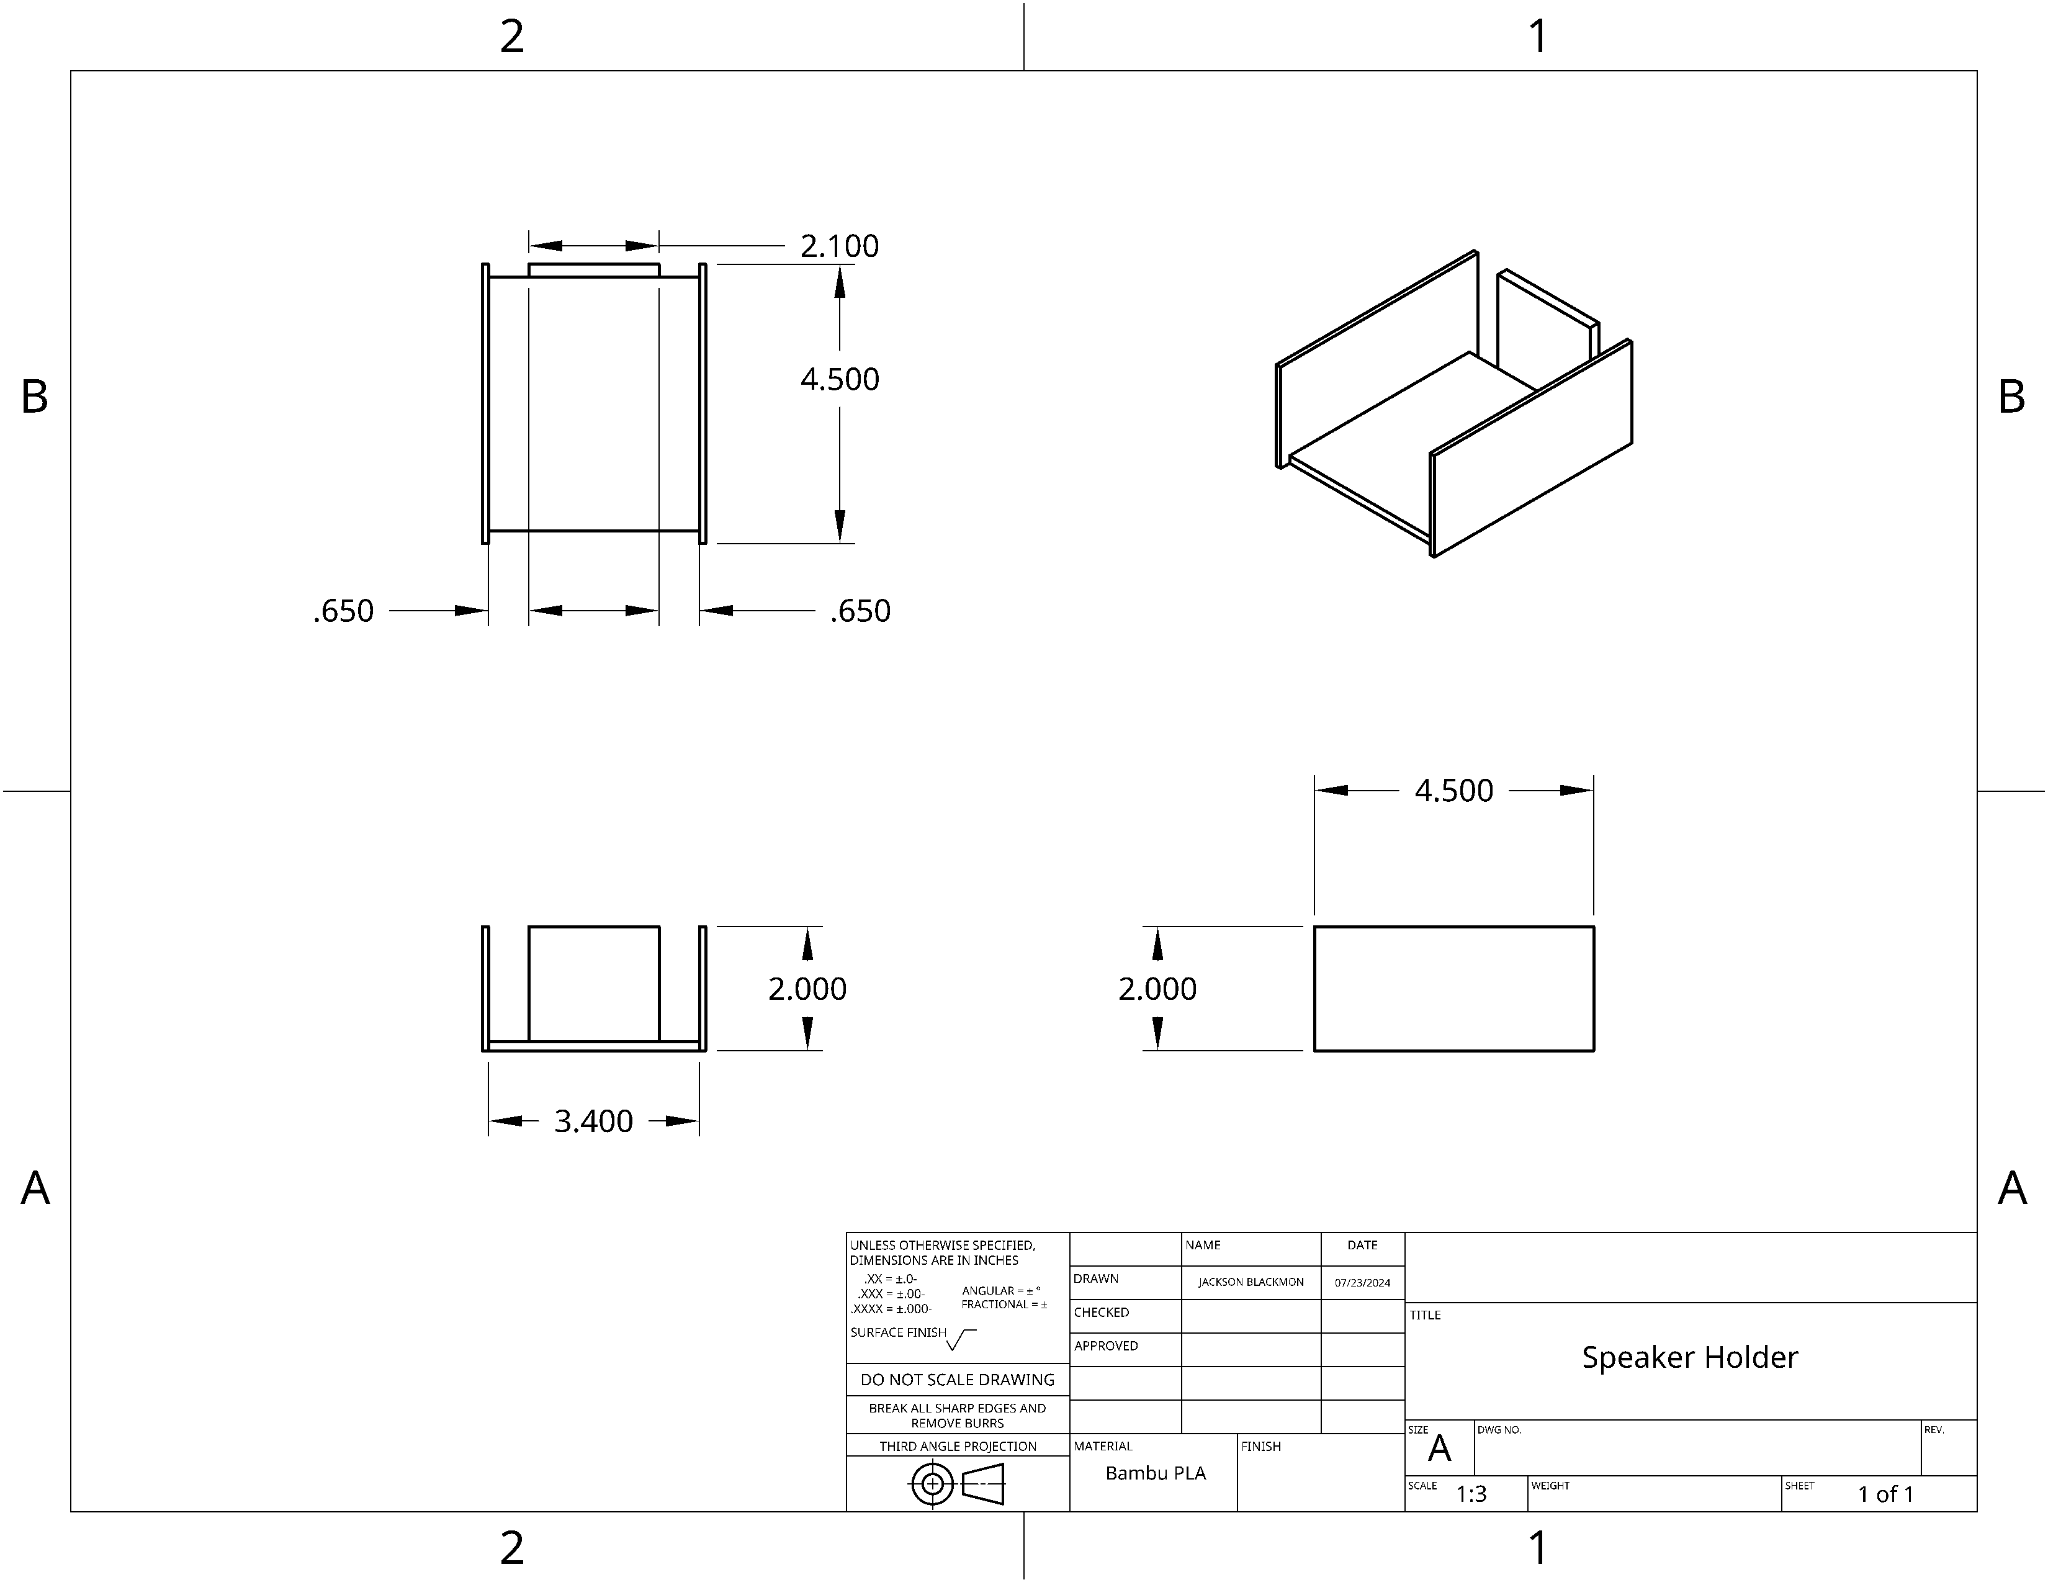 2 1
B B
2.100
4.500
.650 .650
4.500
2.000 2.000
3.400
A A
UNLESS OTHERWISE SPECIFIED,
DIMENSIONS ARE IN INCHES
.XX = ±.0-
.XXX = ±.00-
.XXXX = ±.000-
ANGULAR = ± °
FRACTIONAL = ±
SURFACE FINISH
DO NOT SCALE DRAWING
BREAK ALL SHARP EDGES AND
REMOVE BURRS
THIRD ANGLE PROJECTION
NAME DATE
DRAWN JACKSON BLACKMON 07/23/2024
CHECKED
APPROVED
MATERIAL
Bambu PLA
FINISH
TITLE
Speaker Holder
SIZE
A
DWG NO.
REV.
SCALE 1:3
WEIGHT
SHEET 1 of 1
2 1